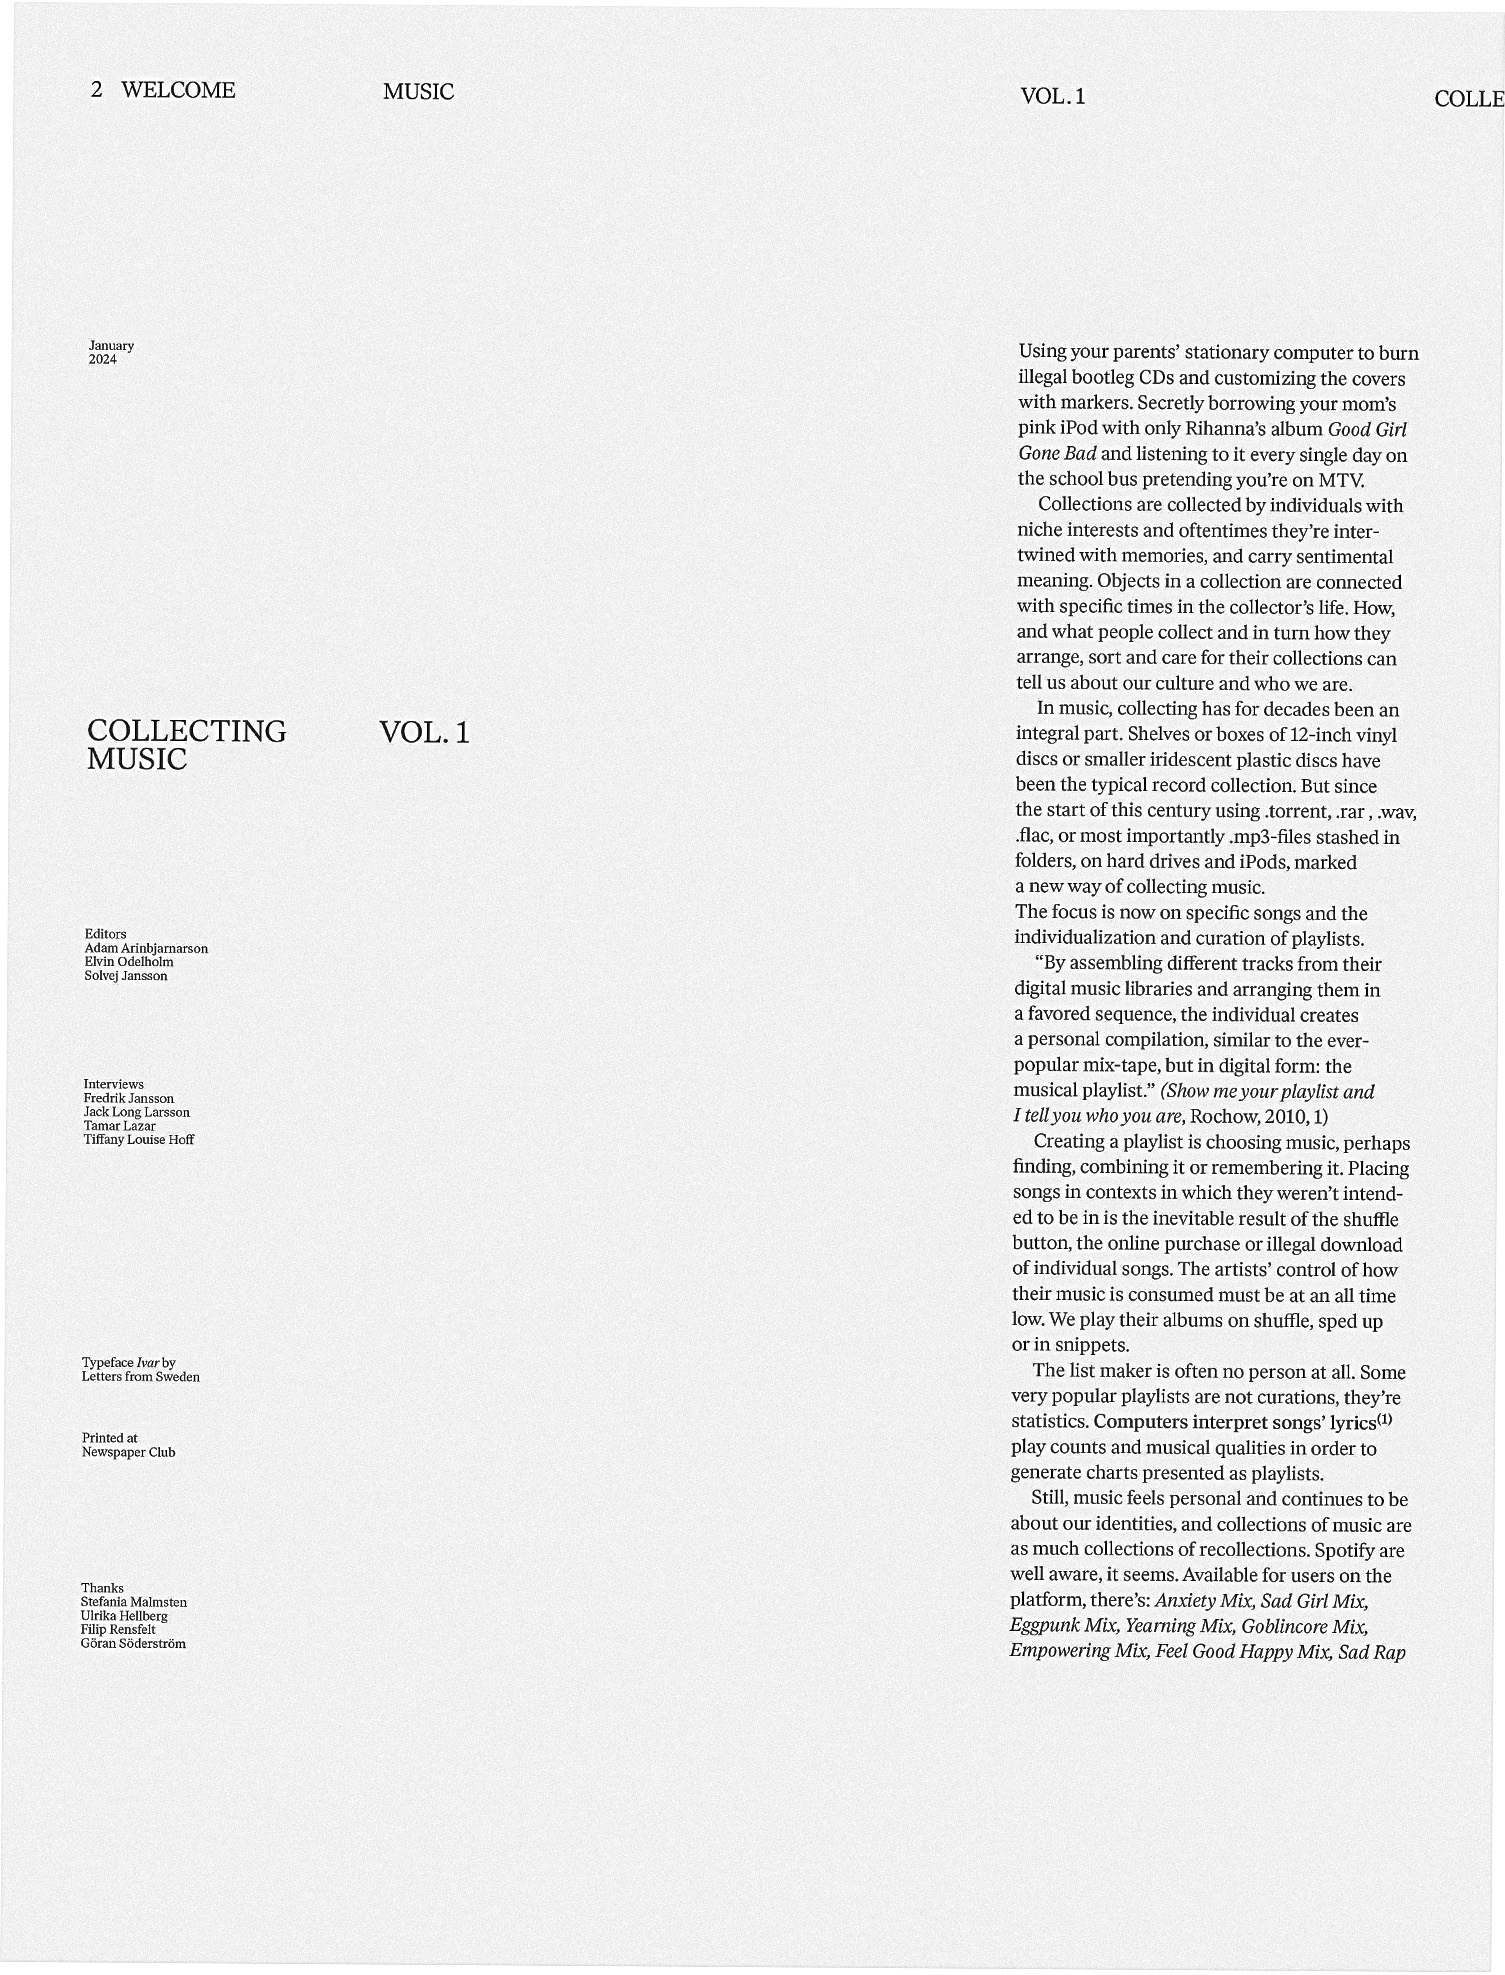 2 WELCOME
MUSIC
VOL. 1
COLLE
January
2024
COLLECTING
MUSIC
VOL. 1
Editors
Adam Arinbjarnarson
Elvin Odelholm
Solvej Jansson
Interviews
Fredrik Jansson
Jack Long Larsson
Tamar Lazar
Tiffany Louise Hoff
Typeface Ivar by
Letters from Sweden
Printed at
Newspaper Club
Thanks
Stefania Malmsten
Ulrika Hellberg
Filip Rensfelt
Göran Söderström
Using your parents’ stationary computer to burn
illegal bootleg CDs and customizing the covers
with markers. Secretly borrowing your mom’s
pink iPod with only Rihanna’s album Good Girl
Gone Bad and listening to it every single day on
the school bus pretending you’re on MTV.
Collections are collected by individuals with
niche interests and oftentimes they’re inter-
twined with memories, and carry sentimental
meaning. Objects in a collection are connected
with specific times in the collector’s life. How,
and what people collect and in turn how they
arrange, sort and care for their collections can
tell us about our culture and who we are.
In music, collecting has for decades been an
integral part. Shelves or boxes of 12-inch vinyl
discs or smaller iridescent plastic discs have
been the typical record collection. But since
the start of this century using .torrent, .rar , .wav,
.flac, or most importantly .mp3-files stashed in
folders, on hard drives and iPods, marked
a new way of collecting music.
The focus is now on specific songs and the
individualization and curation of playlists.
“By assembling different tracks from their
digital music libraries and arranging them in
a favored sequence, the individual creates
a personal compilation, similar to the ever-
popular mix-tape, but in digital form: the
musical playlist.” (Show me your playlist and
I tell you who you are, Rochow, 2010, 1)
Creating a playlist is choosing music, perhaps
finding, combining it or remembering it. Placing
songs in contexts in which they weren’t intend-
ed to be in is the inevitable result of the shuffle
button, the online purchase or illegal download
of individual songs. The artists’ control of how
their music is consumed must be at an all time
low. We play their albums on shuffle, sped up
or in snippets.
The list maker is often no person at all. Some
very popular playlists are not curations, they’re
statistics. Computers interpret songs’ lyrics(1)
play counts and musical qualities in order to
generate charts presented as playlists.
Still, music feels personal and continues to be
about our identities, and collections of music are
as much collections of recollections. Spotify are
well aware, it seems. Available for users on the
platform, there’s: Anxiety Mix, Sad Girl Mix,
Eggpunk Mix, Yearning Mix, Goblincore Mix,
Empowering Mix, Feel Good Happy Mix, Sad Rap